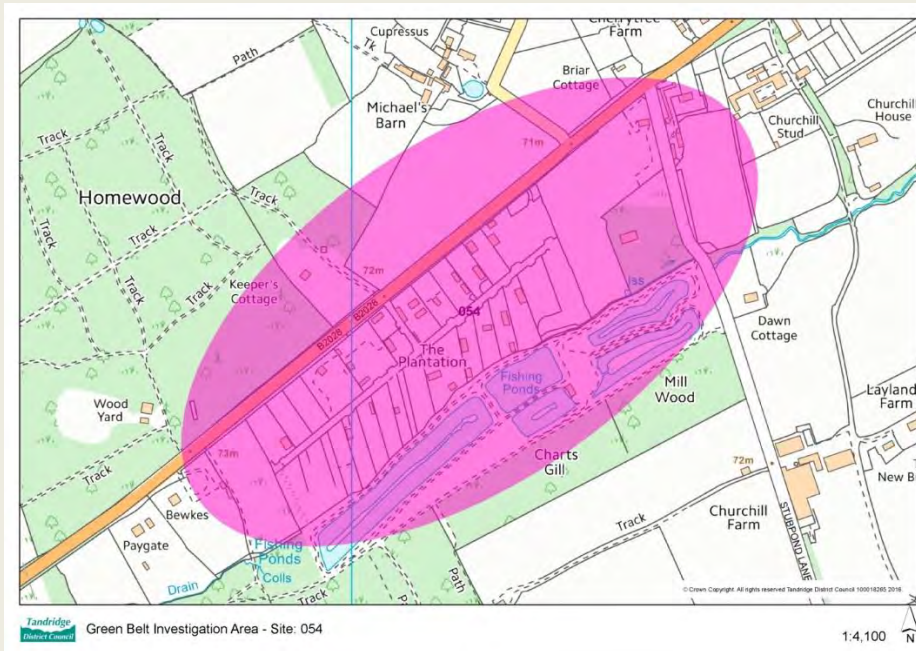 Cupressus
Cherrytree
Farm
Path
Tk
Briar
Cottage
Michael's
Barn
Churchill
House
Churchill
Stud
Track
Track
71m
Homewood
Track
Track
72m
Keeper's
Cottage
Track
054
B2028
B2028
The
Plantation
Dawn
Cottage
Fishing
Ponds
Mill
Wood
Layland
Farm
Wood
Yard
73m
Charts
Gill
72m
Track
Bewkes
Paygate
Churchill
Farm
STUBPOND LANE
Track
Fishing
Ponds
Colls
Drain
Track
Path
Path
© Crown Copyright. All rights reserved Tandridge District Council 100018265 2018
Tandridge
District Council
Green Belt Investigation Area - Site: 054
1:4,100
N